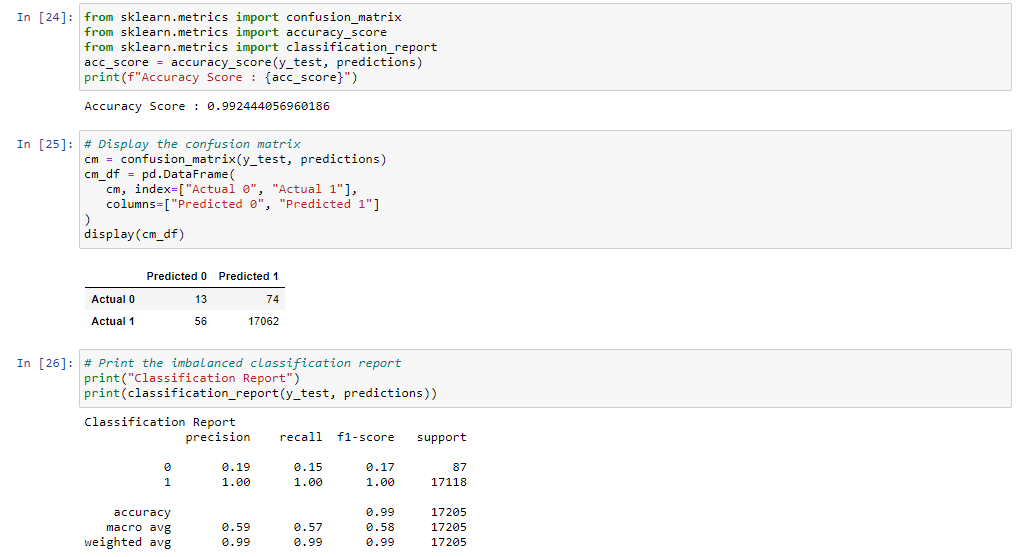 In [24]: from sklearn.metrics import confusion_matrix
from sklearn.metrics import accuracy_score
from sklearn.metrics import classification_report
acc_score = accuracy_score(y_test, predictions)
print(f"Accuracy Score : {acc_score}")
Accuracy Score : 0.992444056960186
In [25]: # Display the confusion matrix
cm = confusion_matrix(y_test, predictions)
cm_df = pd.DataFrame(
   cm, index=["Actual 0", "Actual 1"],
   columns=["Predicted 0", "Predicted 1"]
)
display(cm_df)
Predicted 0 Predicted 1
Actual 0 13 74
Actual 1 56 17062
In [26]: # Print the imbalanced classification report
print("Classification Report")
print(classification_report(y_test, predictions))
Classification Report
precision recall f1-score support
0 0.19 0.15 0.17 87
1 1.00 1.00 1.00 17118
accuracy 0.99 17205
macro avg 0.59 0.57 0.58 17205
weighted avg 0.99 0.99 0.99 17205